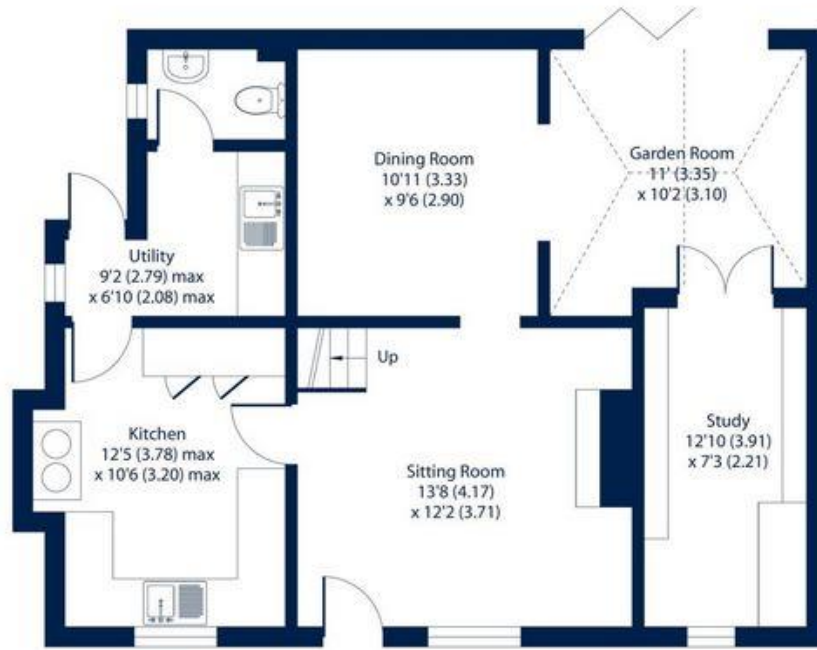 Dining Room
10'11 (3.33)
x 9'6 (2.90)
Garden Room
11' (3.35)
x 10'2 (3.10)
Utility
9'2 (2.79) max
x 6'10 (2.08) max
Up
Kitchen
12'5 (3.78) max
x 10'6 (3.20) max
Sitting Room
13'8 (4.17)
x 12'2 (3.71)
Study
12'10 (3.91)
x 7'3 (2.21)